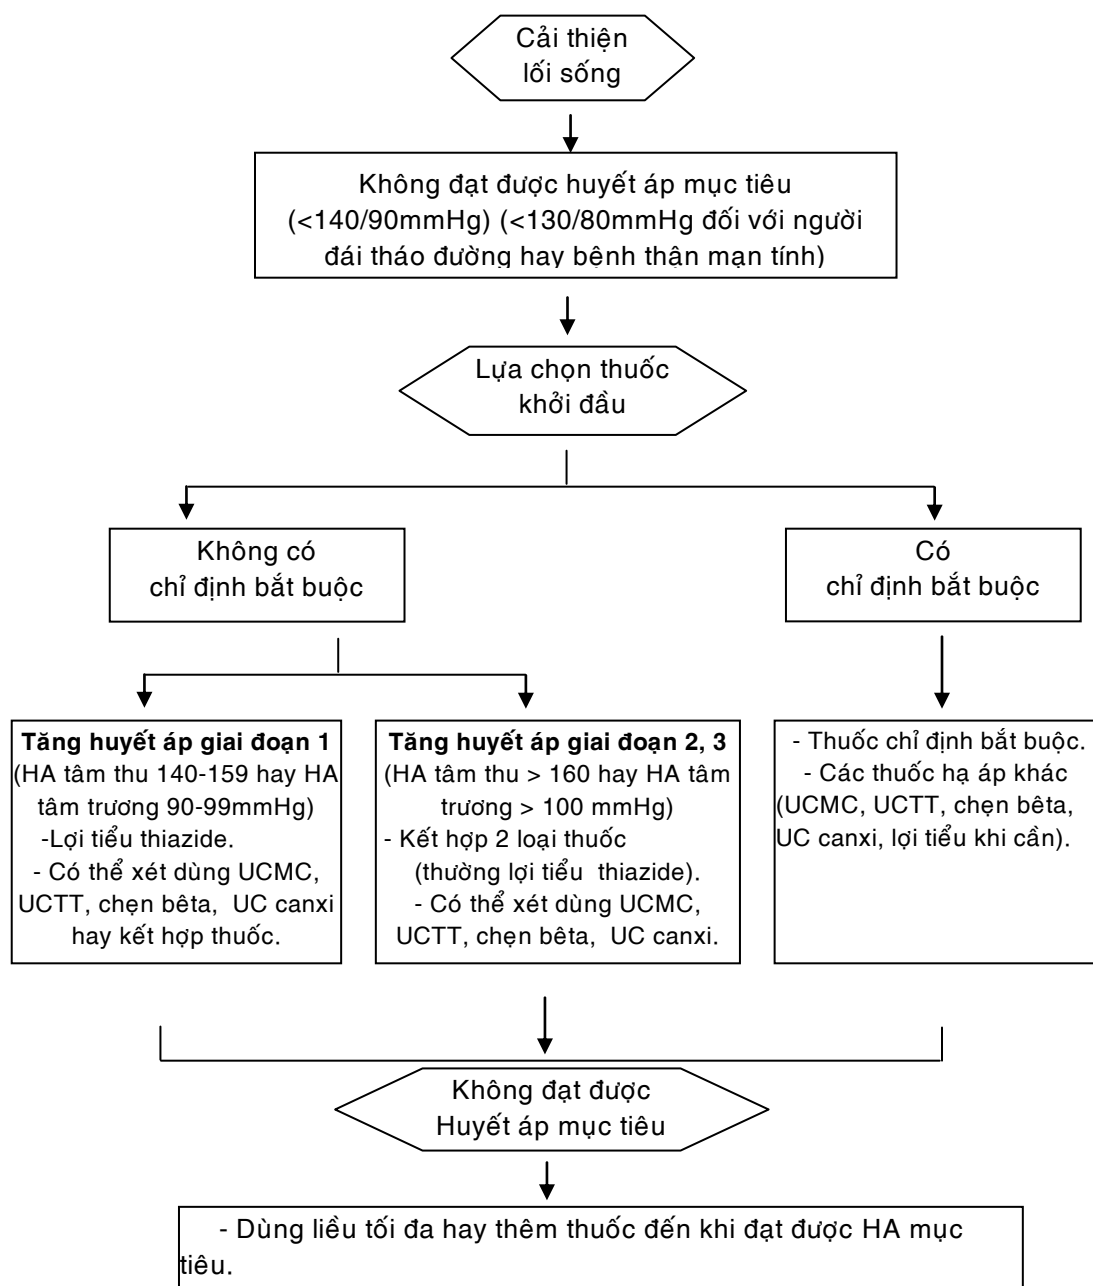 Cải thiện
lối sống
Không đạt được huyết áp mục tiêu
(<140/90mmHg) (<130/80mmHg đối với người
đái tháo đường hay bệnh thận mạn tính)
Lựa chọn thuốc
khởi đầu
Không có
chỉ định bắt buộc
Có
chỉ định bắt buộc
Tăng huyết áp giai đoạn 1
(HA tâm thu 140-159 hay HA
tâm trương 90-99mmHg)
-Lợi tiểu thiazide.
- Có thể xét dùng UCMC,
UCTT, chẹn bêta, UC canxi
hay kết hợp thuốc.
Tăng huyết áp giai đoạn 2, 3
(HA tâm thu > 160 hay HA tâm
trương > 100 mmHg)
- Kết hợp 2 loại thuốc
(thường lợi tiểu thiazide).
- Có thể xét dùng UCMC,
UCTT, chẹn bêta, UC canxi.
- Thuốc chỉ định bắt buộc.
- Các thuốc hạ áp khác
(UCMC, UCTT, chẹn bêta,
UC canxi, lợi tiểu khi cần).
Không đạt được
Huyết áp mục tiêu
- Dùng liều tối đa hay thêm thuốc đến khi đạt được HA mục
tiêu.